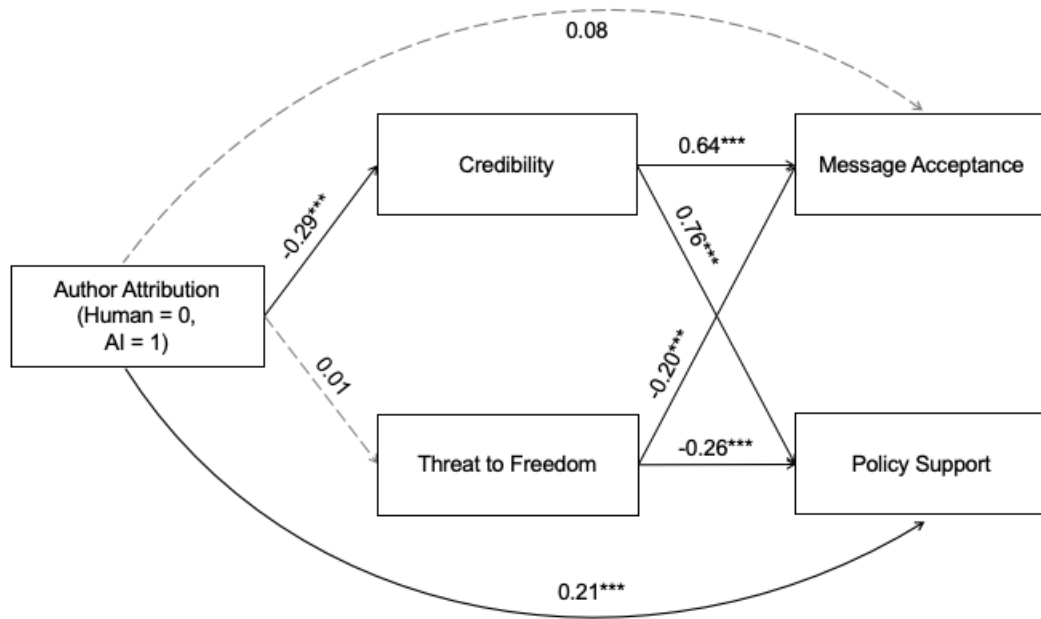 0.08
Credibility
0.64***
Message Acceptance
-0.29***
0.76***
Author Attribution
(Human = 0,
AI = 1)
0.01
-0.20***
Threat to Freedom
-0.26***
Policy Support
0.21***